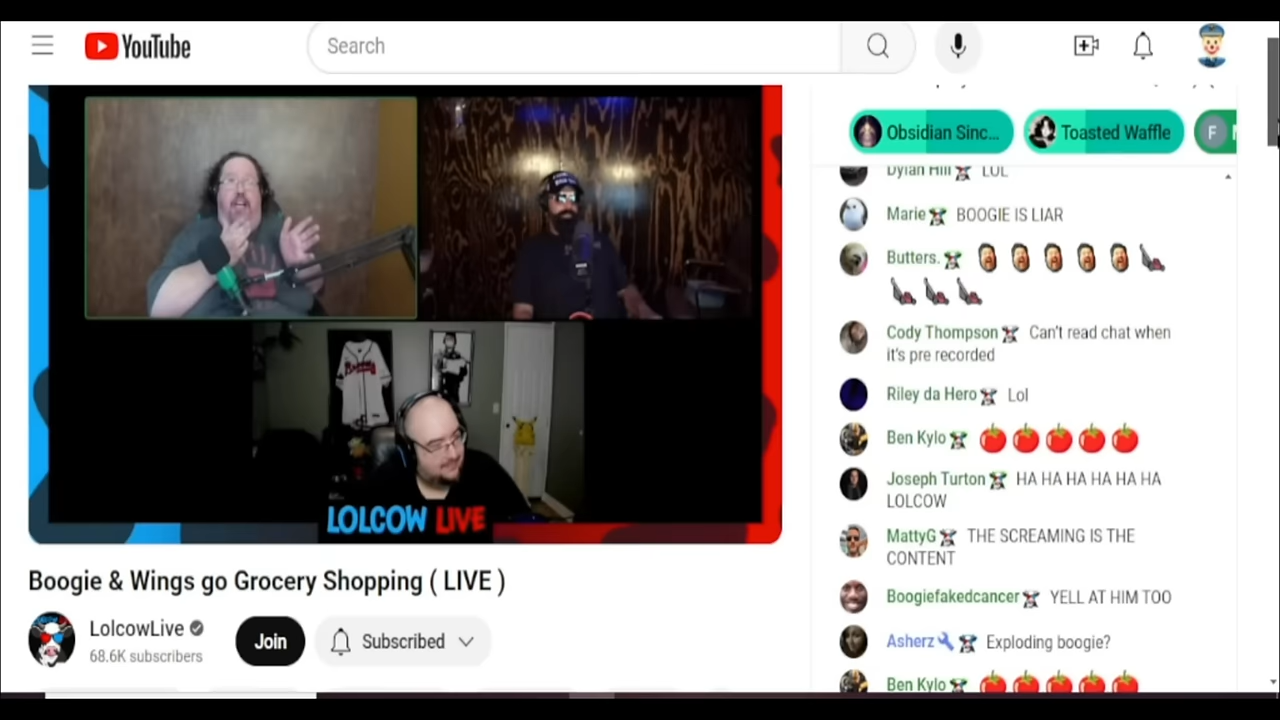 YouTube
Search
Obsidian Sinc...
Toasted Waffle
F
Dylan Hill LOL
Marie BOOGIE IS LIAR
Butters.
Cody Thompson Can't read chat when
it's pre recorded
Riley da Hero Lol
Ben Kylo
Joseph Turton HA HA HA HA HA HA
LOLCOW
MattyG THE SCREAMING IS THE
CONTENT
Boogiefakedcancer YELL AT HIM TOO
Asherz Exploding boogie?
Ben Kylo
LOLCOW LIVE
Boogie & Wings go Grocery Shopping ( LIVE )
LolcowLive
68.6K subscribers
Join
Subscribed